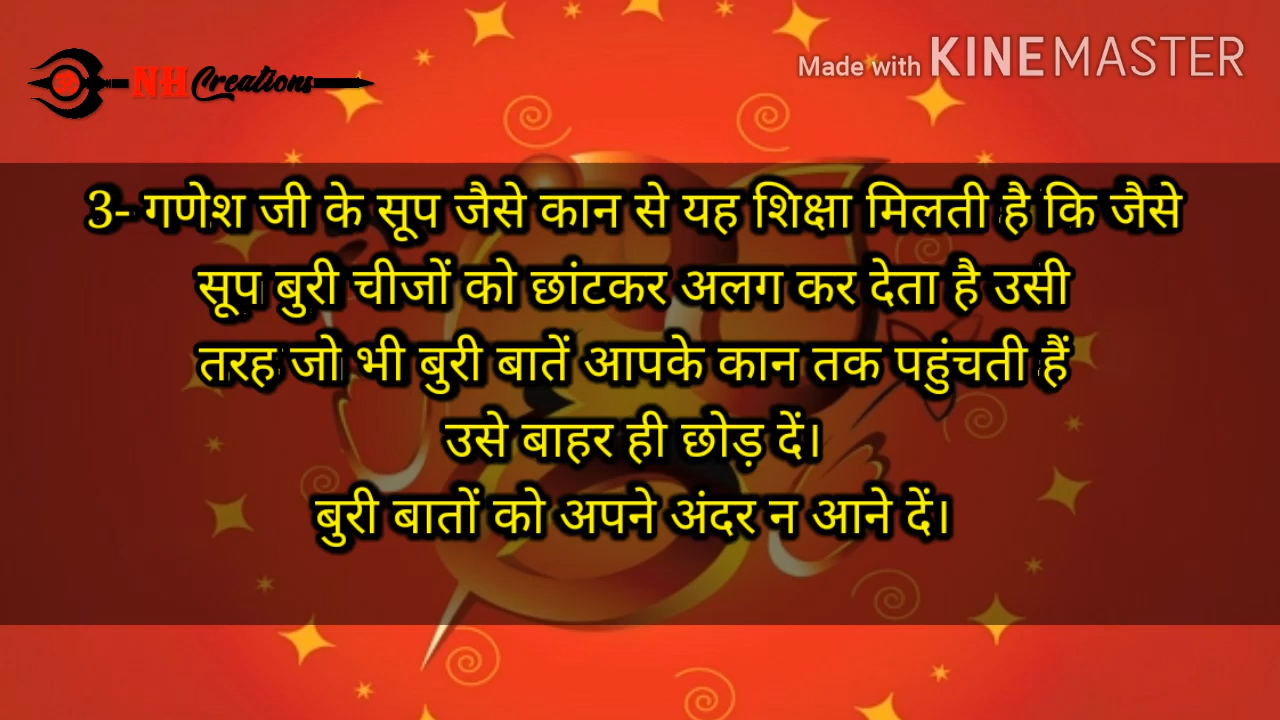 NH Creations
Made with KINEMASTER
3- गणेश जी के सूप जैसे कान से यह शिक्षा मिलती है कि जैसे
सूप बुरी चीजों को छांटकर अलग कर देता है उसी
तरह जो भी बुरी बातें आपके कान तक पहुंचती हैं
उसे बाहर ही छोड़ दें।
बुरी बातों को अपने अंदर न आने दें।